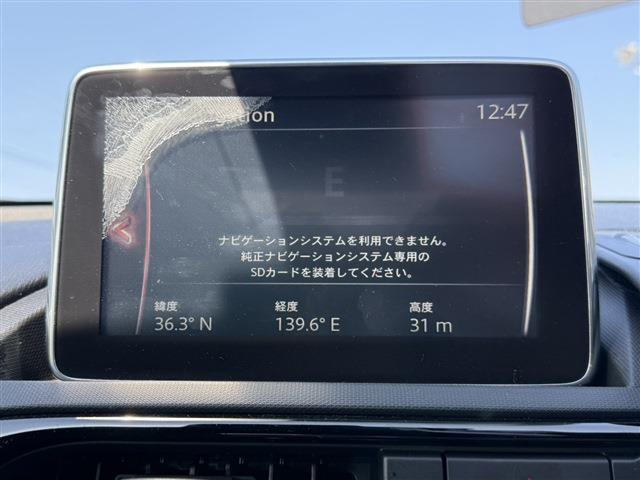 12:47
E
ナビゲーションシステムを利用できません。
純正ナビゲーションシステム専用の
SDカードを装着してください。
緯度 経度 高度
36.3° N 139.6° E 31 m